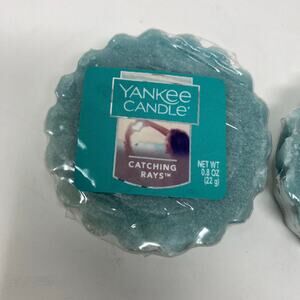 YANKEE
CANDLE®
CATCHING
RAYS™
NET WT
0.8 OZ
(22 g)